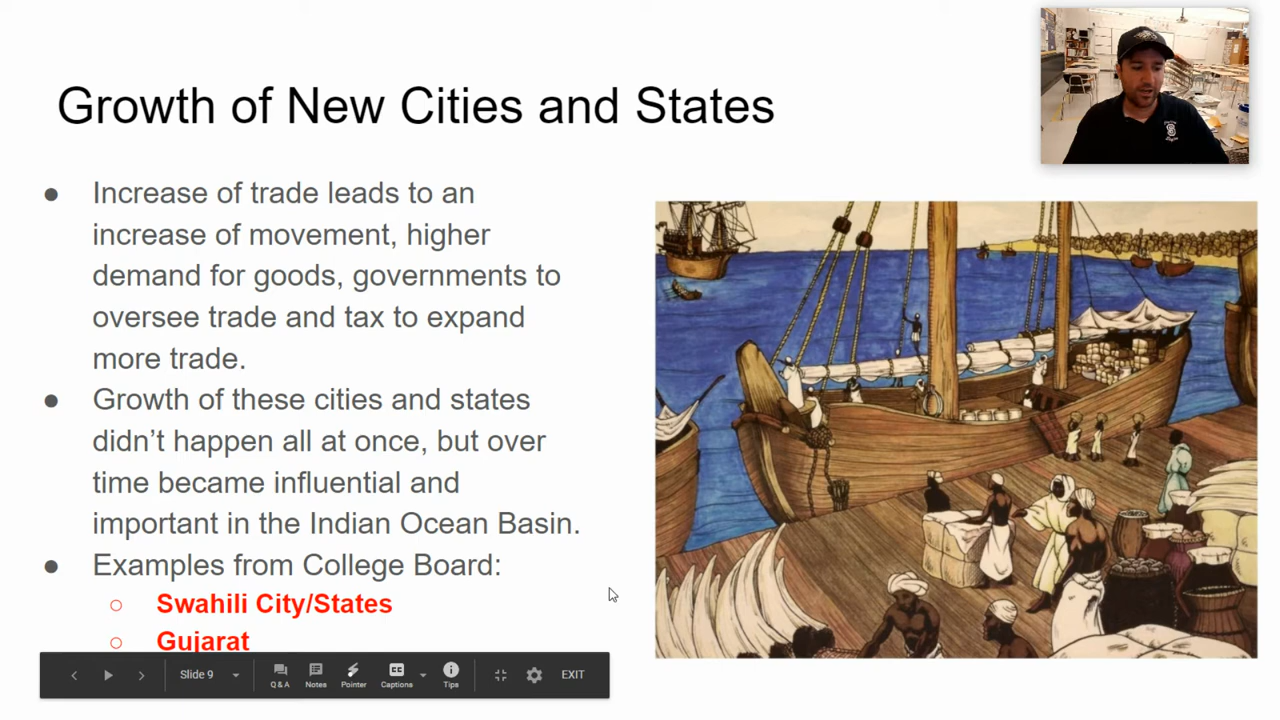 Growth of New Cities and States
● Increase of trade leads to an
increase of movement, higher
demand for goods, governments to
oversee trade and tax to expand
more trade.
● Growth of these cities and states
didn’t happen all at once, but over
time became influential and
important in the Indian Ocean Basin.
● Examples from College Board:
○ Swahili City/States
○ Gujarat
Slide 9
Q & A
Notes
Pointer
Captions
Tips
EXIT